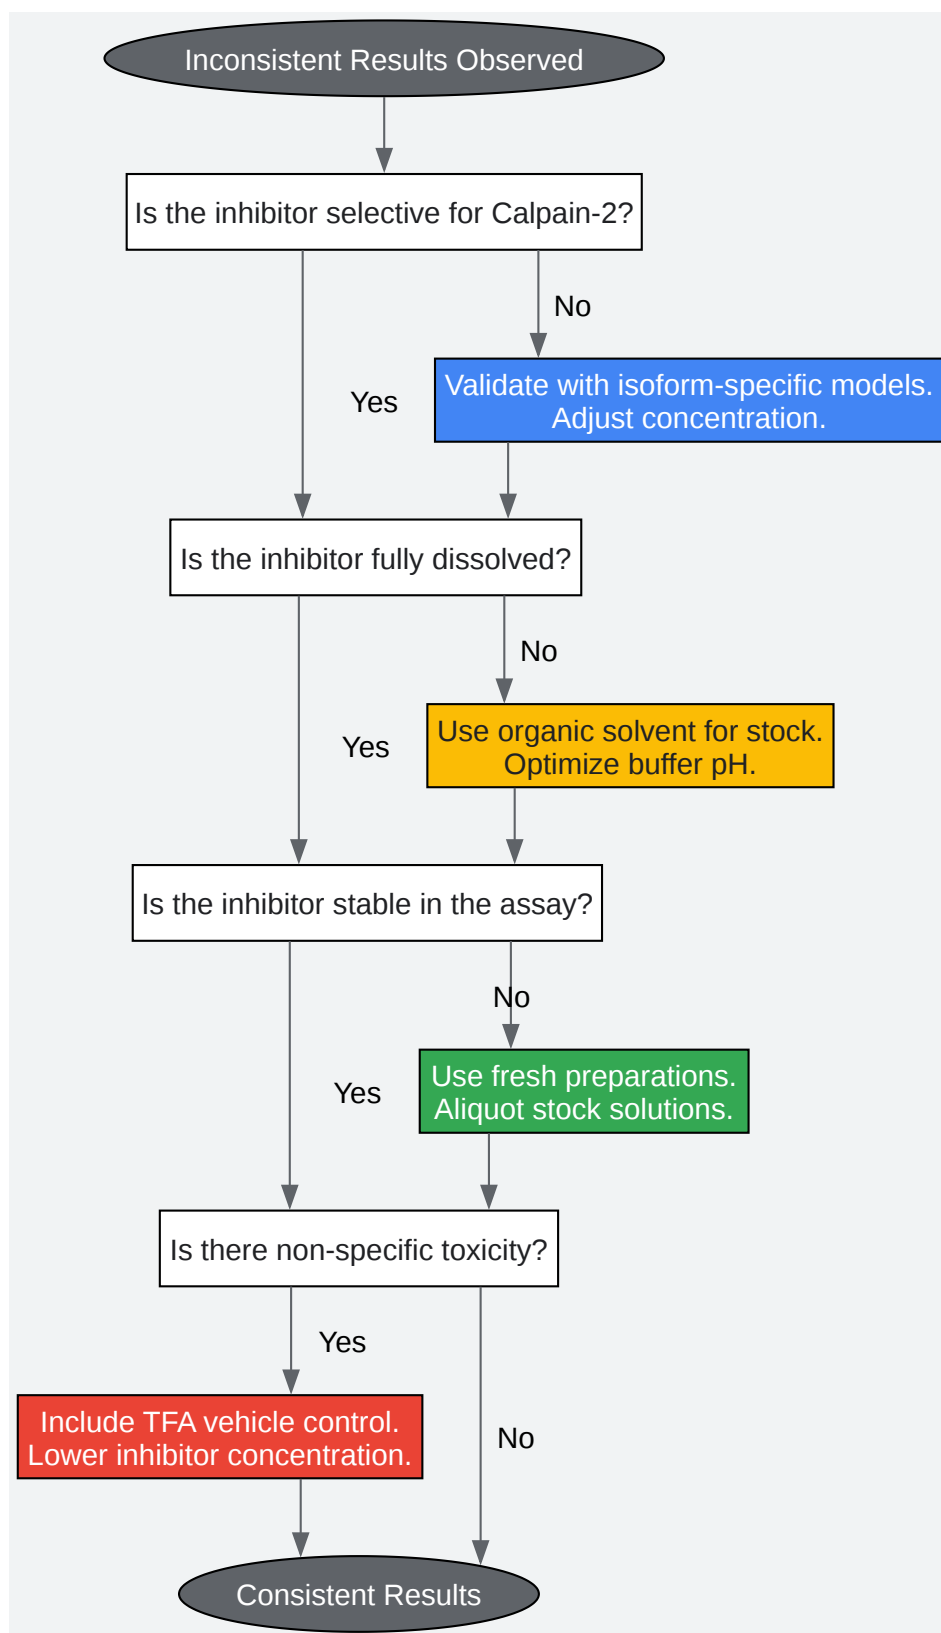 Inconsistent Results Observed
Is the inhibitor selective for Calpain-2?
No
Yes
Validate with isoform-specific models.
Adjust concentration.
Is the inhibitor fully dissolved?
No
Yes
Use organic solvent for stock.
Optimize buffer pH.
Is the inhibitor stable in the assay?
No
Yes
Use fresh preparations.
Aliquot stock solutions.
Is there non-specific toxicity?
Yes
No
Include TFA vehicle control.
Lower inhibitor concentration.
Consistent Results